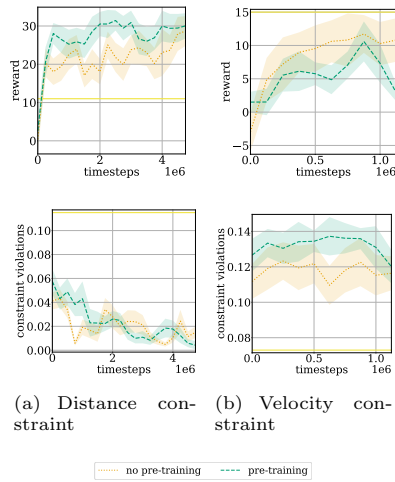 30
20
10
0
reward
0
2
4
timesteps
1e6
15
10
5
0
−5
reward
0.0
0.5
1.0
timesteps
1e6
0.10
0.08
0.06
0.04
0.02
0.00
constraint violations
0
2
4
timesteps
1e6
0.14
0.12
0.10
0.08
constraint violations
0.0
0.5
1.0
timesteps
1e6
(a) Distance con-
straint
(b) Velocity con-
straint
no pre-training
pre-training